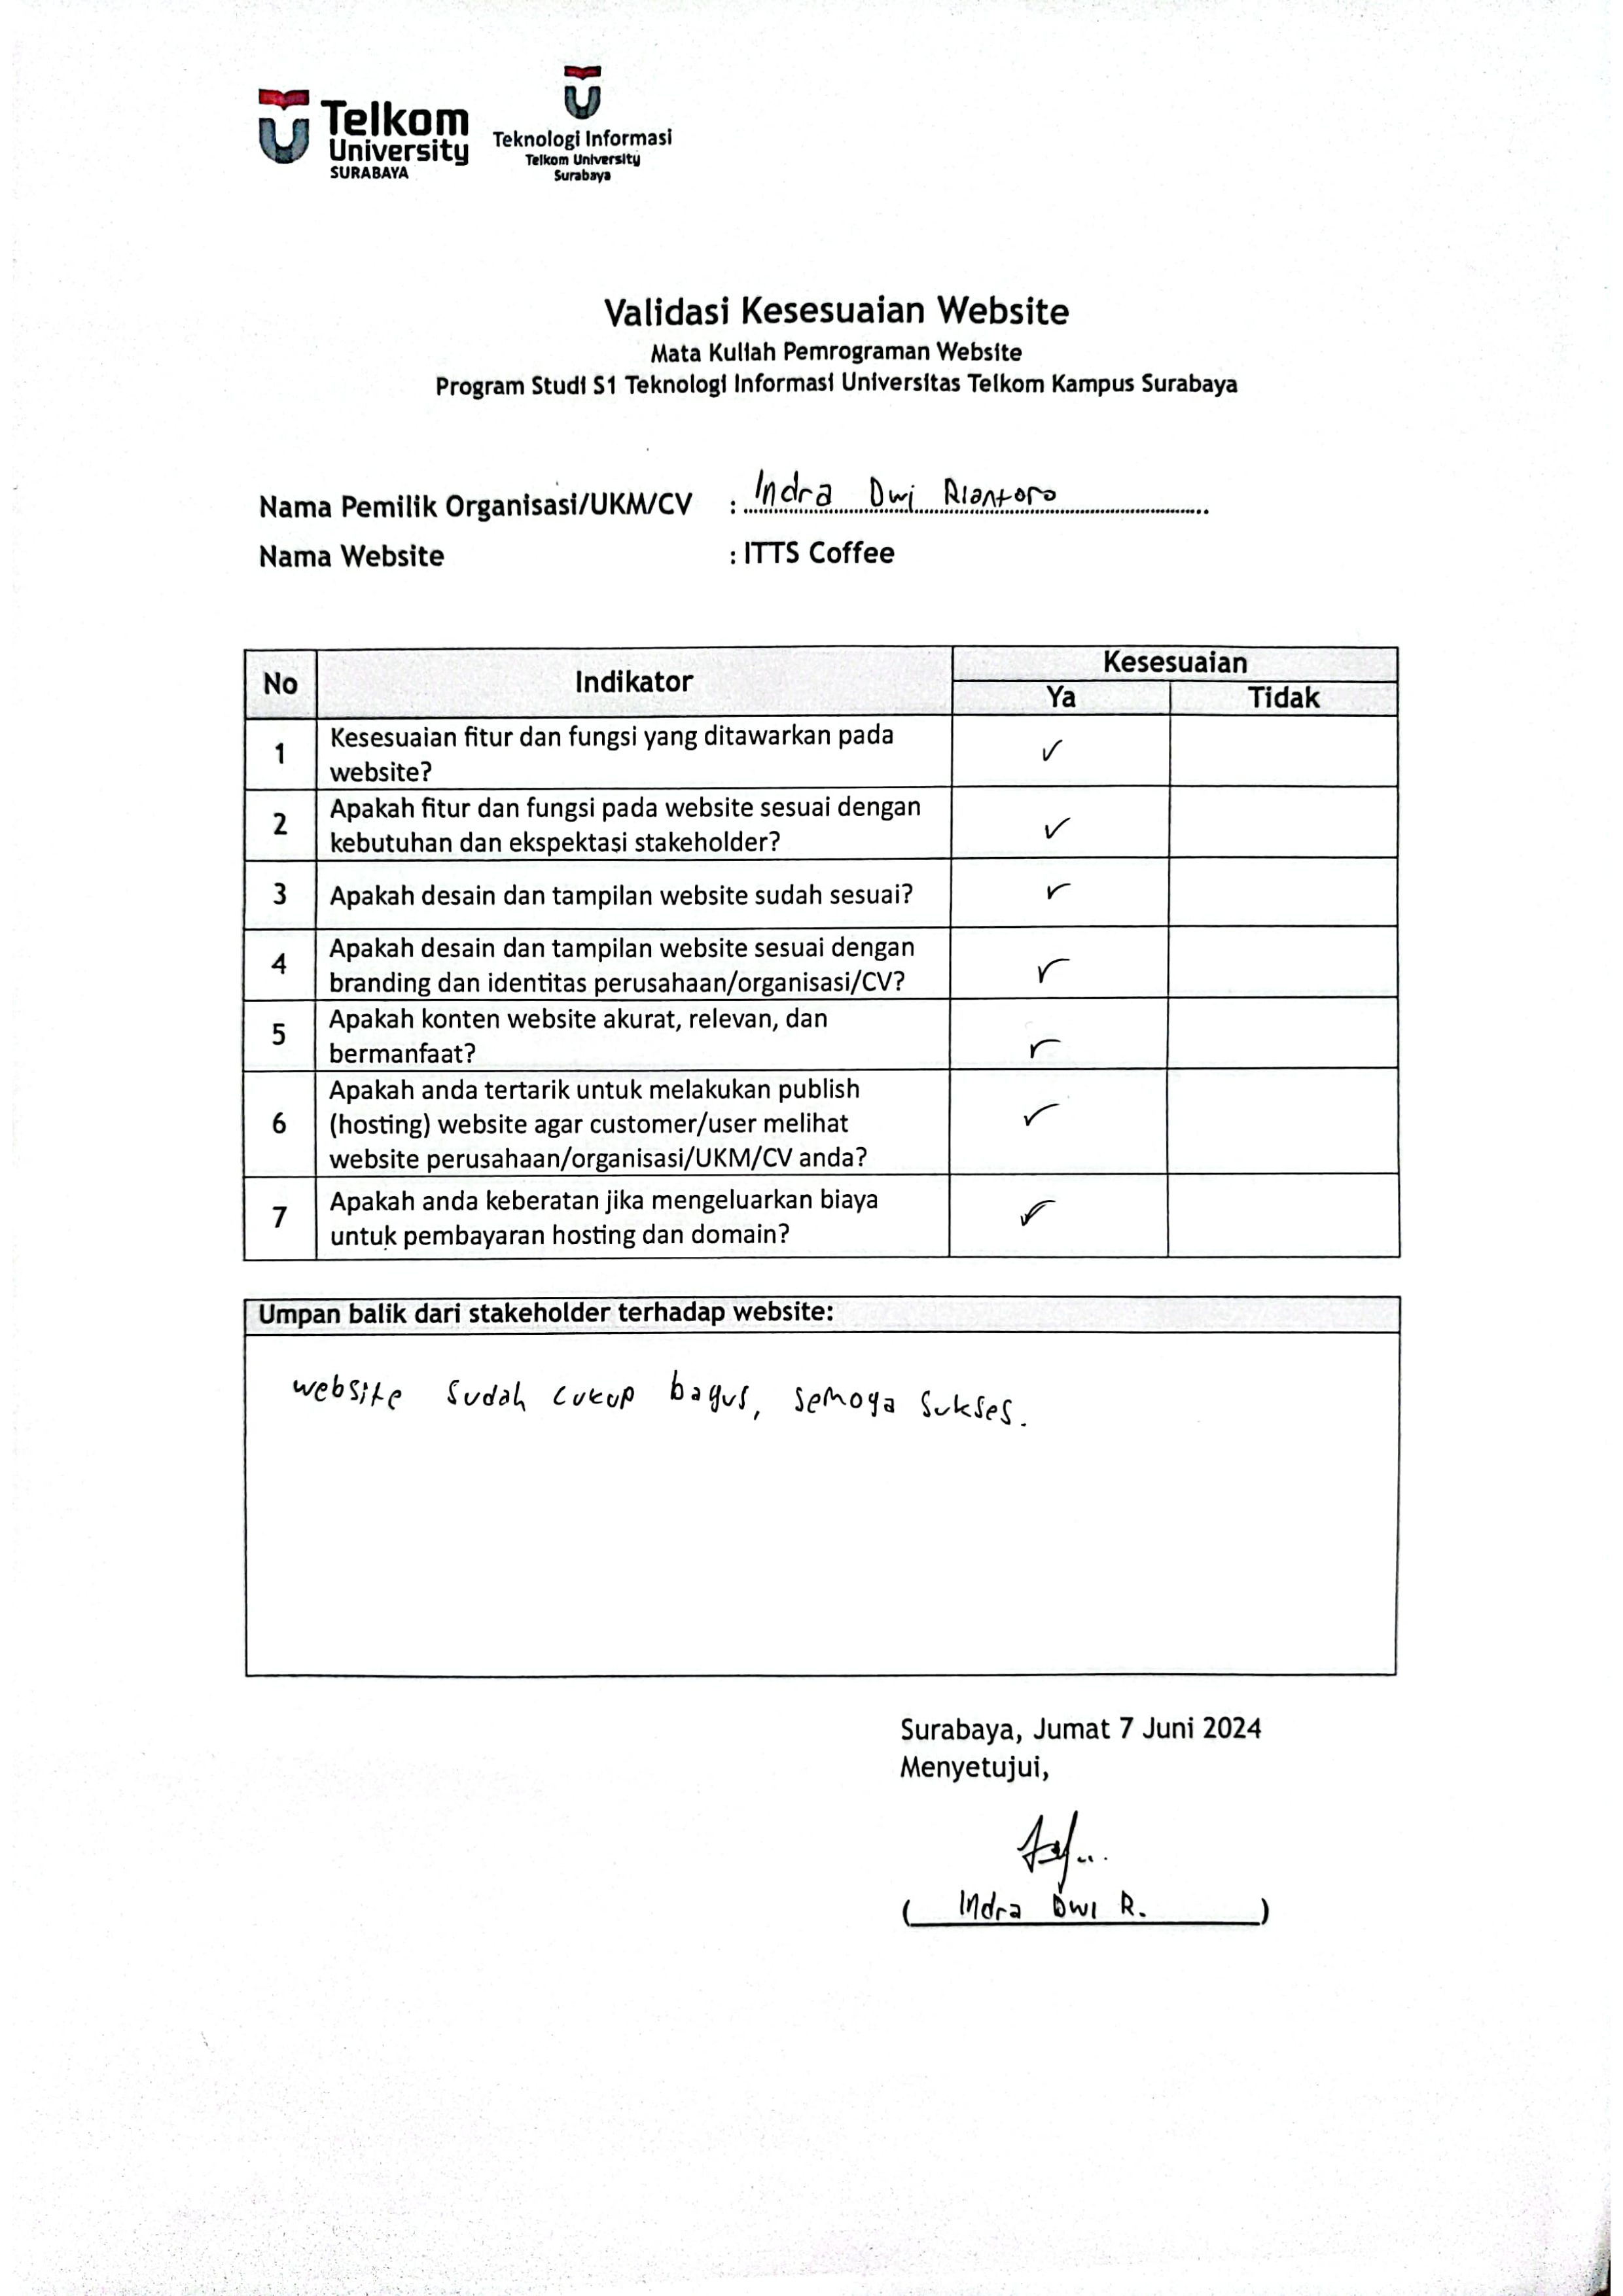 Telkom
University
SURABAYA
Teknologi Informasi
Telkom University
Surabaya
Validasi Kesesuaian Website
Mata Kuliah Pemrograman Website
Program Studi S1 Teknologi Informasi Universitas Telkom Kampus Surabaya
Nama Pemilik Organisasi/UKM/CV : Indra Dwi Riantoro
Nama Website : ITTS Coffee
No Indikator Kesesuaian
Ya Tidak
1 Kesesuaian fitur dan fungsi yang ditawarkan pada
website? ✓
2 Apakah fitur dan fungsi pada website sesuai dengan
kebutuhan dan ekspektasi stakeholder? ✓
3 Apakah desain dan tampilan website sudah sesuai? ✓
4 Apakah desain dan tampilan website sesuai dengan
branding dan identitas perusahaan/organisasi/CV? ✓
5 Apakah konten website akurat, relevan, dan
bermanfaat? ✓
6 Apakah anda tertarik untuk melakukan publish
(hosting) website agar customer/user melihat
website perusahaan/organisasi/UKM/CV anda? ✓
7 Apakah anda keberatan jika mengeluarkan biaya
untuk pembayaran hosting dan domain? ✓
Umpan balik dari stakeholder terhadap website:
website sudah cukup bagus, semoga sukses.
Surabaya, Jumat 7 Juni 2024
Menyetujui,
( Indra Dwi R. )